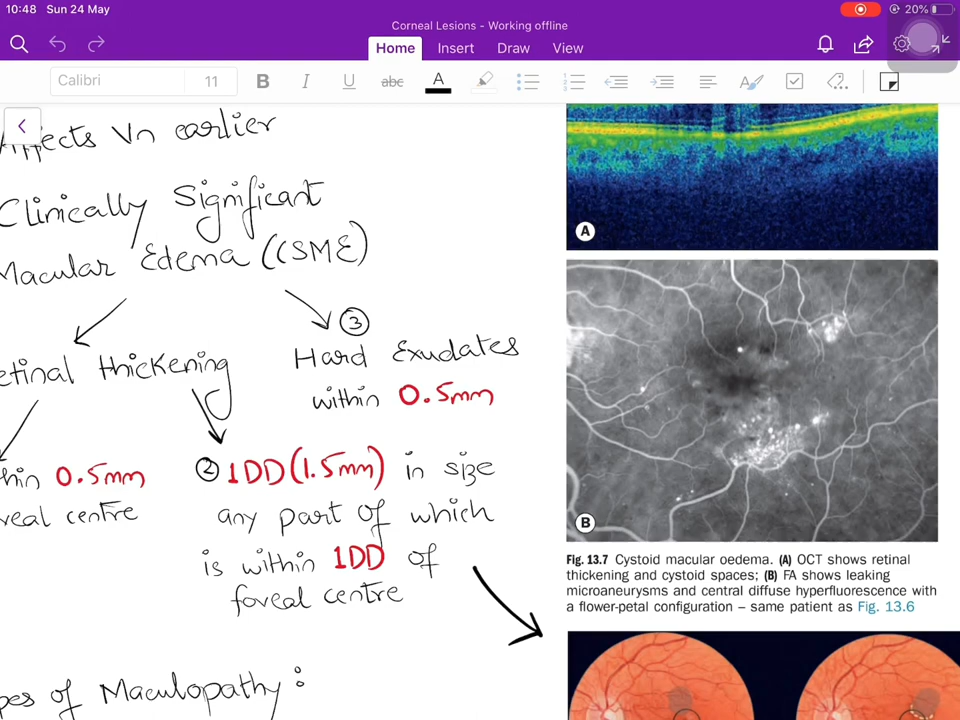 10:48 Sun 24 May
20%
Corneal Lesions - Working offline
Home Insert Draw View
Calibri 11 B I U abc A
Affects Vn earlier
Clinically Significant
Macular Edema (CSME)
③
etinal thickening
Hard Exudates
within 0.5mm
thin 0.5mm
oveal centre
② 1DD (1.5mm) in size
any part of which
is within 1DD of
foveal centre
pes of Maculopathy:
A
B
Fig. 13.7 Cystoid macular oedema. (A) OCT shows retinal
thickening and cystoid spaces; (B) FA shows leaking
microaneurysms and central diffuse hyperfluorescence with
a flower-petal configuration – same patient as Fig. 13.6